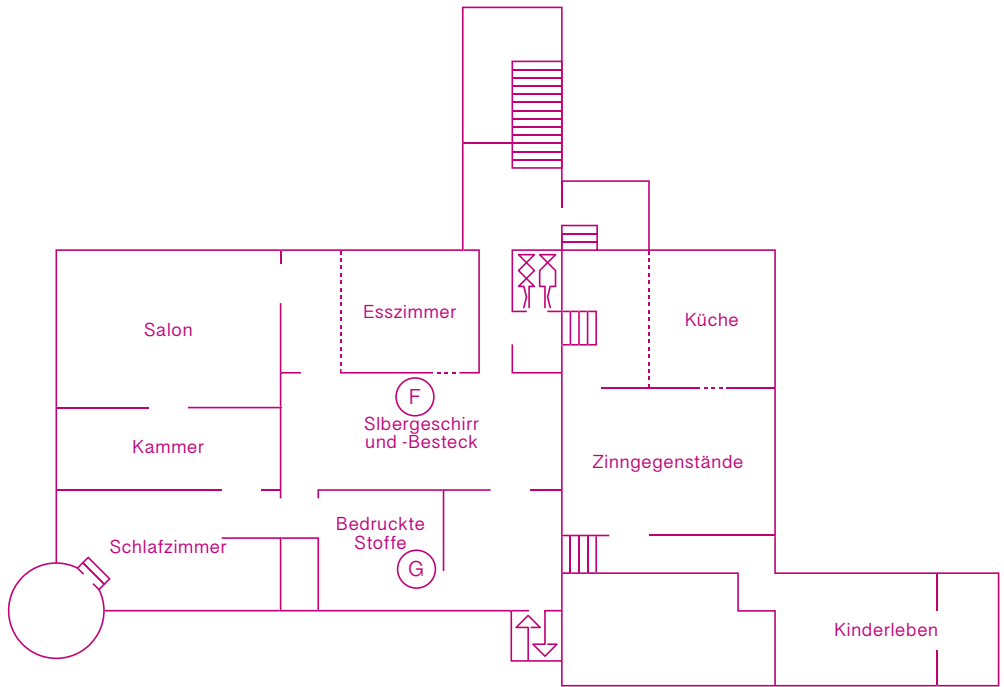 Esszimmer
Salon
Küche
F
Slbergeschirr
und -Besteck
Kammer
Zinngegenstände
Bedruckte
Stoffe
Schlafzimmer
G
Kinderleben